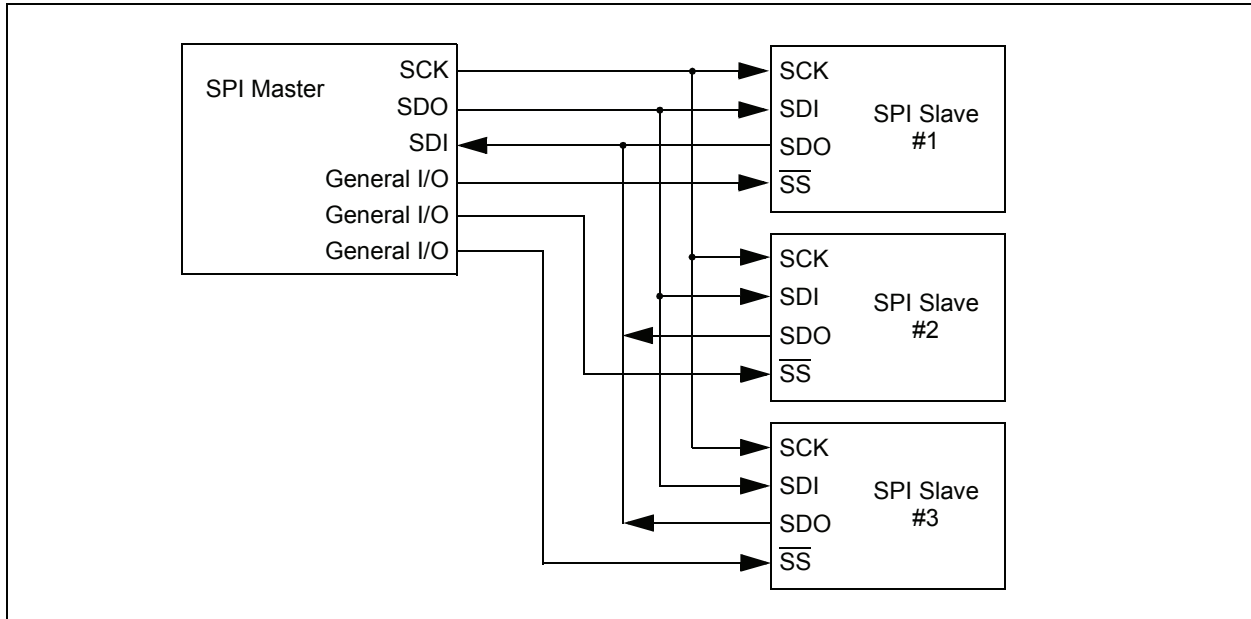 SPI Master
SCK
SDO
SDI
General I/O
General I/O
General I/O
SCK
SDI
SDO
SS
SPI Slave
#1
SCK
SDI
SDO
SS
SPI Slave
#2
SCK
SDI
SDO
SS
SPI Slave
#3